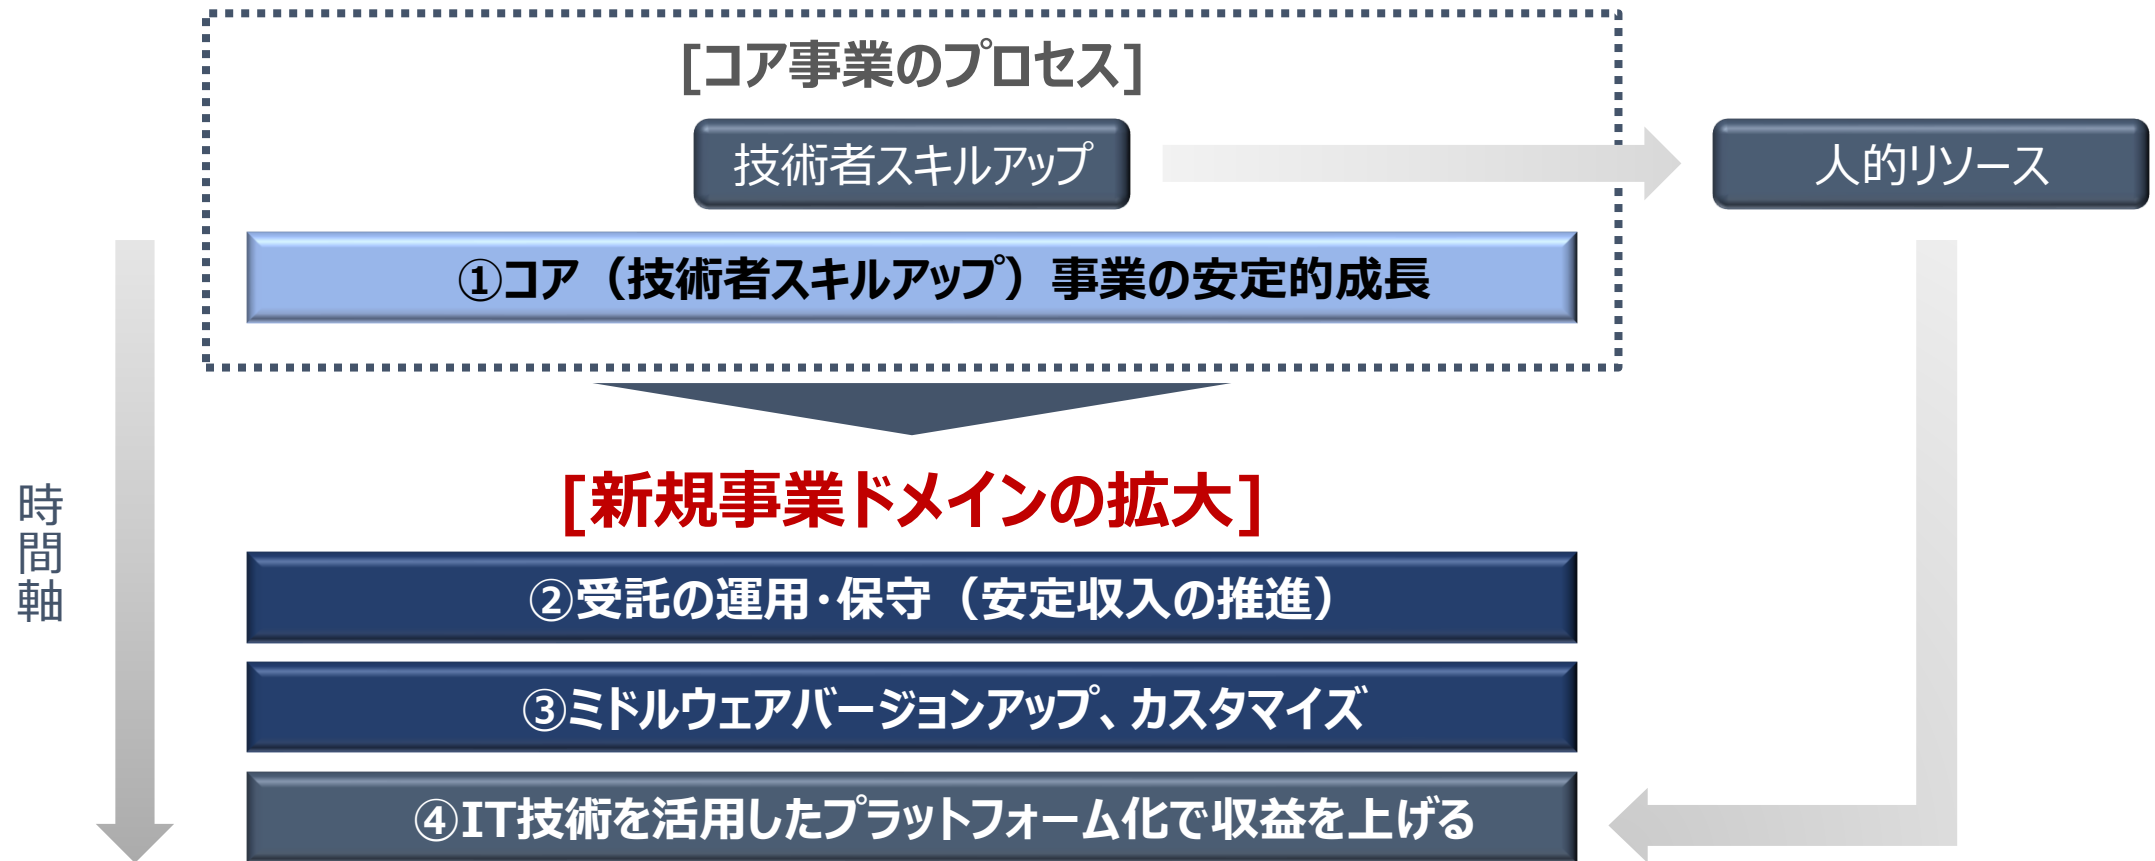 [コア事業のプロセス]
技術者スキルアップ
人的リソース
①コア（技術者スキルアップ）事業の安定的成長
時間軸
[新規事業ドメインの拡大]
②受託の運用・保守（安定収入の推進）
③ミドルウェアバージョンアップ、カスタマイズ
④IT技術を活用したプラットフォーム化で収益を上げる